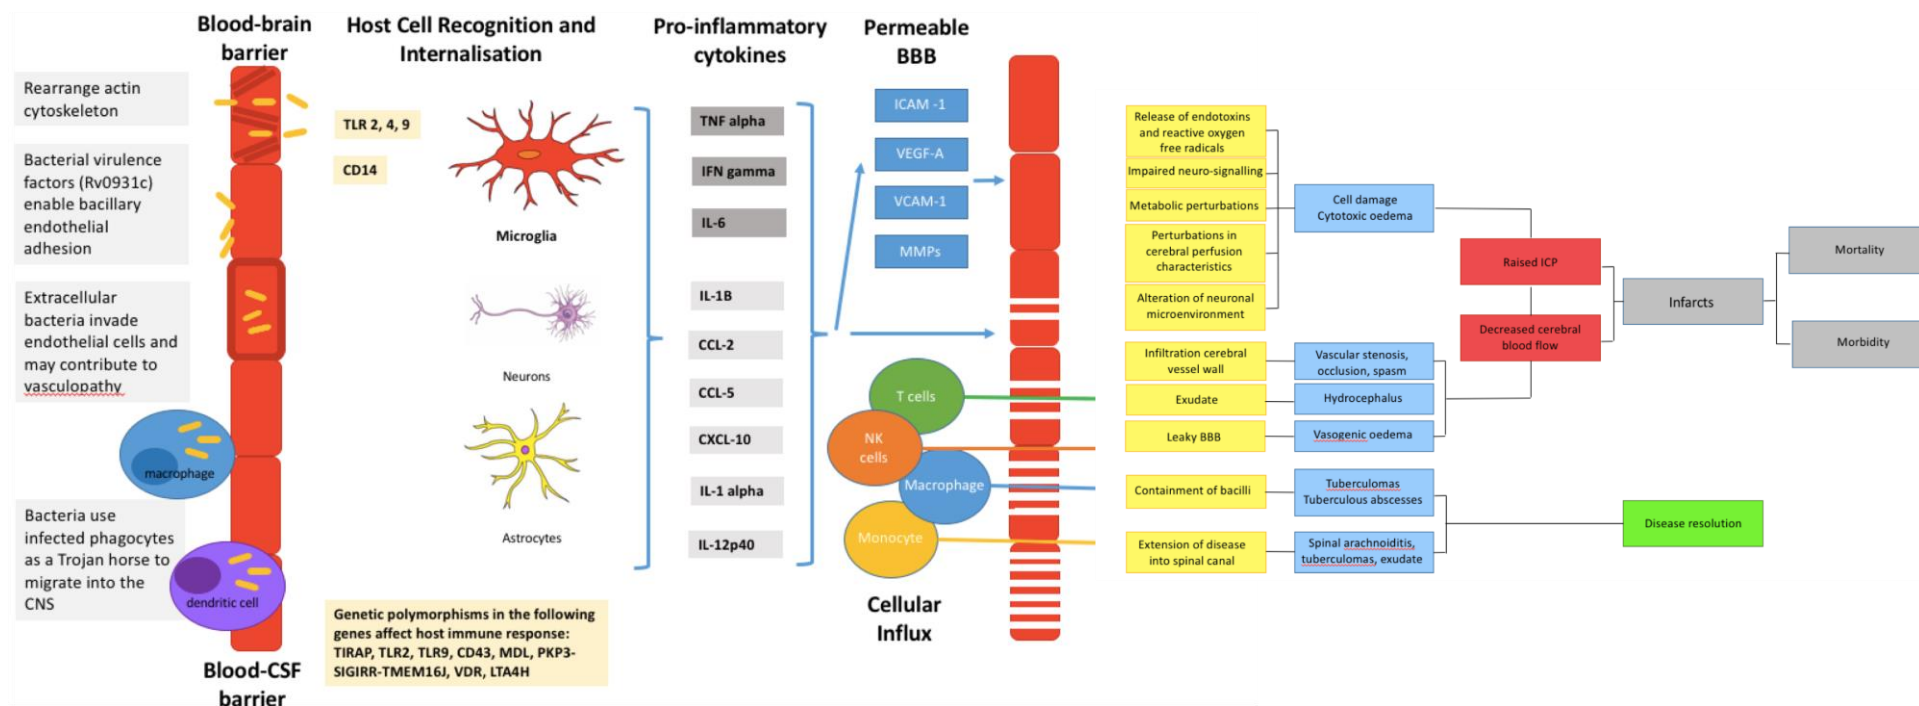 Blood-brain
barrier
Rearrange actin
cytoskeleton
Bacterial virulence
factors (Rv0931c)
enable bacillary
endothelial
adhesion
Extracellular
bacteria invade
endothelial cells and
may contribute to
vasculopathy
macrophage
Bacteria use
infected phagocytes
as a Trojan horse to
migrate into the
CNS
dendritic cell
Blood-CSF
barrier
Host Cell Recognition and
Internalisation
TLR 2, 4, 9
CD14
Microglia
Neurons
Astrocytes
Genetic polymorphisms in the following
genes affect host immune response:
TIRAP, TLR2, TLR9, CD43, MDL, PKP3-
SIGIRR-TMEM16J, VDR, LTA4H
Pro-inflammatory
cytokines
TNF alpha
IFN gamma
IL-6
IL-1B
CCL-2
CCL-5
CXCL-10
IL-1 alpha
IL-12p40
Permeable
BBB
ICAM -1
VEGF-A
VCAM-1
MMPs
T cells
NK
cells
Macrophage
Monocyte
Cellular
Influx
Release of endotoxins
and reactive oxygen
free radicals
Impaired neuro-signalling
Metabolic perturbations
Perturbations in
cerebral perfusion
characteristics
Alteration of neuronal
microenvironment
Cell damage
Cytotoxic oedema
Infiltration cerebral
vessel wall
Vascular stenosis,
occlusion, spasm
Exudate
Hydrocephalus
Leaky BBB
Vasogenic oedema
Containment of bacilli
Tuberculomas
Tuberculous abscesses
Extension of disease
into spinal canal
Spinal arachnoiditis,
tuberculomas, exudate
Raised ICP
Decreased cerebral
blood flow
Infarcts
Mortality
Morbidity
Disease resolution